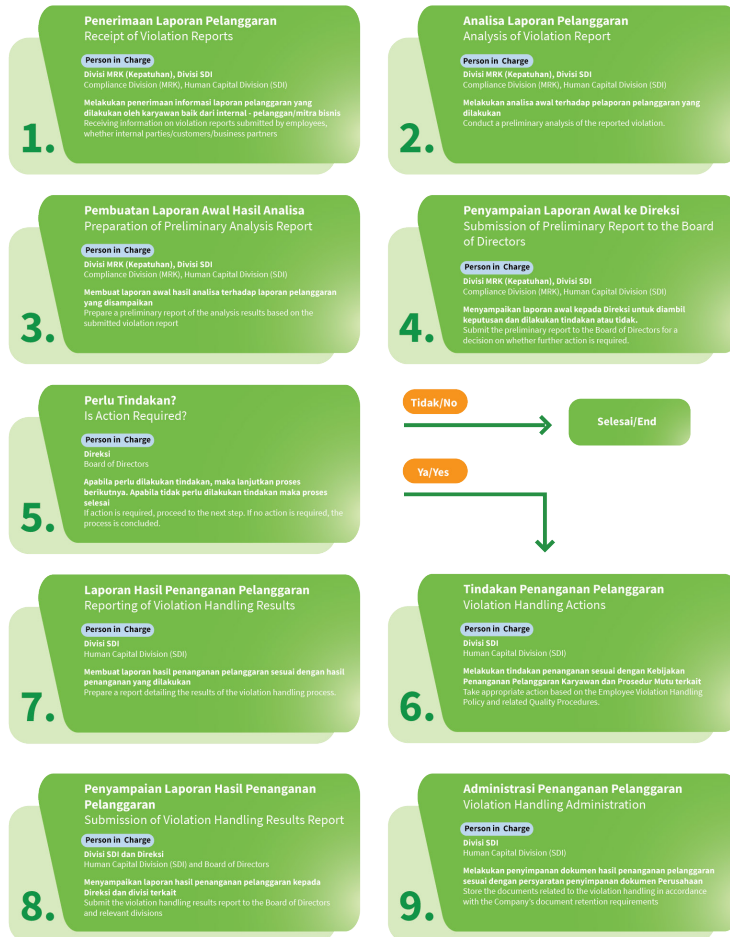 Penerimaan Laporan Pelanggaran
Receipt of Violation Reports
Person in Charge
Divisi MRK (Kepatuhan), Divisi SDI
Compliance Division (MRK), Human Capital Division (SDI)
Melakukan penerimaan informasi laporan pelanggaran yang
dilakukan oleh karyawan baik dari internal - pelanggan/mitra bisnis
Receiving information on violation reports submitted by employees,
whether internal parties/customers/business partners
1.
Analisa Laporan Pelanggaran
Analysis of Violation Report
Person in Charge
Divisi MRK (Kepatuhan), Divisi SDI
Compliance Division (MRK), Human Capital Division (SDI)
Melakukan analisa awal terhadap pelaporan pelanggaran yang
dilakukan
Conduct a preliminary analysis of the reported violation.
2.
Pembuatan Laporan Awal Hasil Analisa
Preparation of Preliminary Analysis Report
Person in Charge
Divisi MRK (Kepatuhan), Divisi SDI
Compliance Division (MRK), Human Capital Division (SDI)
Membuat laporan awal hasil analisa terhadap laporan pelanggaran
yang disampaikan
Prepare a preliminary report of the analysis results based on the
submitted violation report
3.
Penyampaian Laporan Awal ke Direksi
Submission of Preliminary Report to the Board
of Directors
Person in Charge
Divisi MRK (Kepatuhan), Divisi SDI
Compliance Division (MRK), Human Capital Division (SDI)
Menyampaikan laporan awal kepada Direksi untuk diambil
keputusan dan dilakukan tindakan atau tidak.
Submit the preliminary report to the Board of Directors for a
decision on whether further action is required.
4.
Perlu Tindakan?
Is Action Required?
Person in Charge
Direksi
Board of Directors
Apabila perlu dilakukan tindakan, maka lanjutkan proses
berikutnya. Apabila tidak perlu dilakukan tindakan maka proses
selesai
If action is required, proceed to the next step. If no action is required, the
process is concluded.
5.
Tidak/No
Selesai/End
Ya/Yes
Laporan Hasil Penanganan Pelanggaran
Reporting of Violation Handling Results
Person in Charge
Divisi SDI
Human Capital Division (SDI)
Membuat laporan hasil penanganan pelanggaran sesuai dengan hasil
penanganan yang dilakukan
Prepare a report detailing the results of the violation handling process.
7.
Tindakan Penanganan Pelanggaran
Violation Handling Actions
Person in Charge
Divisi SDI
Human Capital Division (SDI)
Melakukan tindakan penanganan sesuai dengan Kebijakan
Penanganan Pelanggaran Karyawan dan Prosedur Mutu terkait
Take appropriate action based on the Employee Violation Handling
Policy and related Quality Procedures.
6.
Penyampaian Laporan Hasil Penanganan
Pelanggaran
Submission of Violation Handling Results Report
Person in Charge
Divisi SDI dan Direksi
Human Capital Division (SDI) and Board of Directors
Menyampaikan laporan hasil penanganan pelanggaran kepada
Direksi dan divisi terkait
Submit the violation handling results report to the Board of Directors
and relevant divisions
8.
Administrasi Penanganan Pelanggaran
Violation Handling Administration
Person in Charge
Divisi SDI
Human Capital Division (SDI)
Melakukan penyimpanan dokumen hasil penanganan pelanggaran
sesuai dengan persyaratan penyimpanan dokumen Perusahaan
Store the documents related to the violation handling in accordance
with the Company's document retention requirements
9.